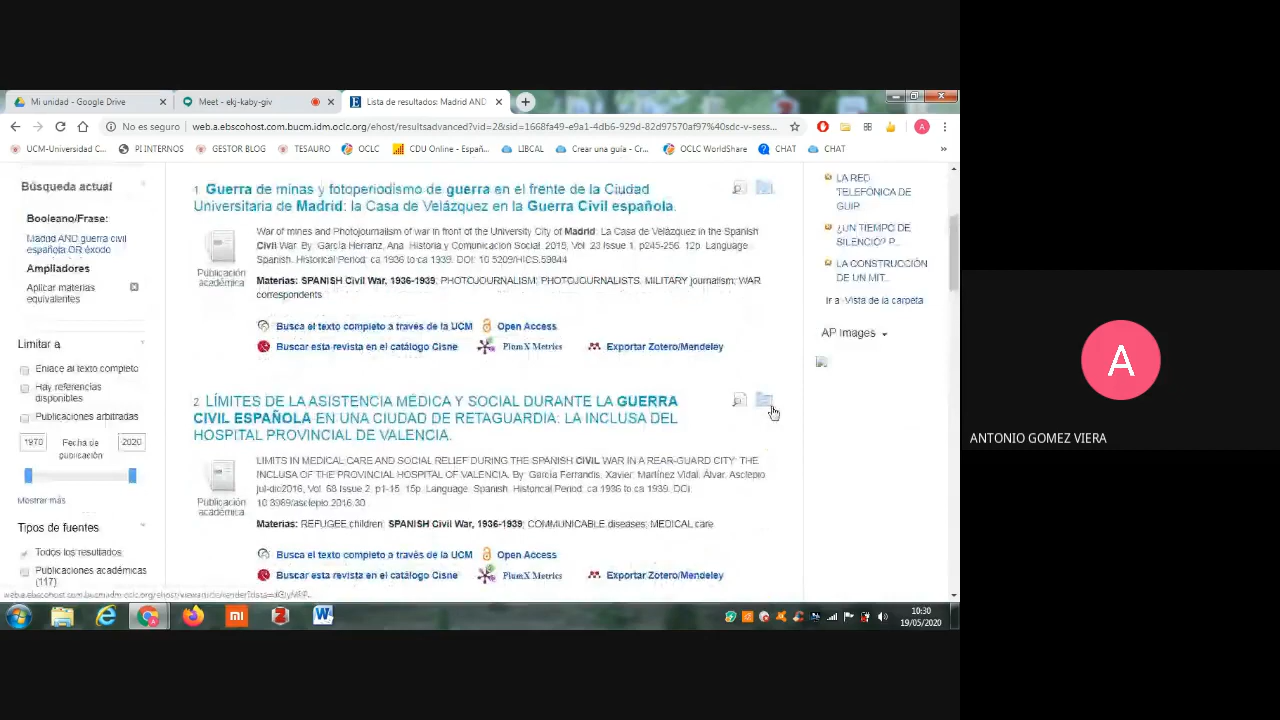 Mi unidad - Google Drive
Meet - ekj-kaby-giv
Lista de resultados: Madrid AND
No es seguro
web.a.ebscohost.com.bucm.idm.oclc.org/ehost/resultsadvanced?vid=2&sid=1668fa49-e9a1-4db6-929d-82d97570af97%40sdc-v-sess...
UCM-Universidad C...
PI INTERNOS
GESTOR BLOG
TESAURO
OCLC
CDU Online - Españ...
LIBCAL
Crear una guía - Cr...
OCLC WorldShare
CHAT
CHAT
»
Búsqueda actual
Booleano/Frase:
Madrid AND guerra civil
española OR éxodo
Ampliadores
Aplicar materias
equivalentes
Limitar a
Enlace al texto completo
Hay referencias
disponibles
Publicaciones arbitradas
1970
Fecha de
publicación
2020
Mostrar más
Tipos de fuentes
Todos los resultados
Publicaciones académicas
(117)
1. Guerra de minas y fotoperiodismo de guerra en el frente de la Ciudad
Universitaria de Madrid: la Casa de Velázquez en la Guerra Civil española.
Publicación
académica
War of mines and Photojournalism of war in front of the University City of Madrid: La Casa de Velázquez in the Spanish
Civil War. By: García Herranz, Ana. Historia y Comunicacion Social. 2018, Vol. 23 Issue 1, p245-256. 12p. Language:
Spanish. Historical Period: ca 1936 to ca 1939. DOI: 10.5209/HICS.59844
Materias: SPANISH Civil War, 1936-1939; PHOTOJOURNALISM; PHOTOJOURNALISTS; MILITARY journalism; WAR
correspondents
Busca el texto completo a través de la UCM
Open Access
Buscar esta revista en el catálogo Cisne
PlumX Metrics
Exportar Zotero/Mendeley
2. LÍMITES DE LA ASISTENCIA MÉDICA Y SOCIAL DURANTE LA GUERRA
CIVIL ESPAÑOLA EN UNA CIUDAD DE RETAGUARDIA: LA INCLUSA DEL
HOSPITAL PROVINCIAL DE VALENCIA.
Publicación
académica
LIMITS IN MEDICAL CARE AND SOCIAL RELIEF DURING THE SPANISH CIVIL WAR IN A REAR-GUARD CITY: THE
INCLUSA OF THE PROVINCIAL HOSPITAL OF VALENCIA. By: García Ferrandis, Xavier; Martínez Vidal, Álvar. Asclepio.
jul-dic2016, Vol. 68 Issue 2, p1-15. 15p. Language: Spanish. Historical Period: ca 1936 to ca 1939. DOI:
10.3989/asclepio.2016.30.
Materias: REFUGEE children; SPANISH Civil War, 1936-1939; COMMUNICABLE diseases; MEDICAL care
Busca el texto completo a través de la UCM
Open Access
Buscar esta revista en el catálogo Cisne
PlumX Metrics
Exportar Zotero/Mendeley
LA RED
TELEFÓNICA DE
GUIP...
¿UN TIEMPO DE
SILENCIO? P...
LA CONSTRUCCIÓN
DE UN MIT...
Ir a: Vista de la carpeta
AP Images
10:30
19/05/2020
A
ANTONIO GOMEZ VIERA